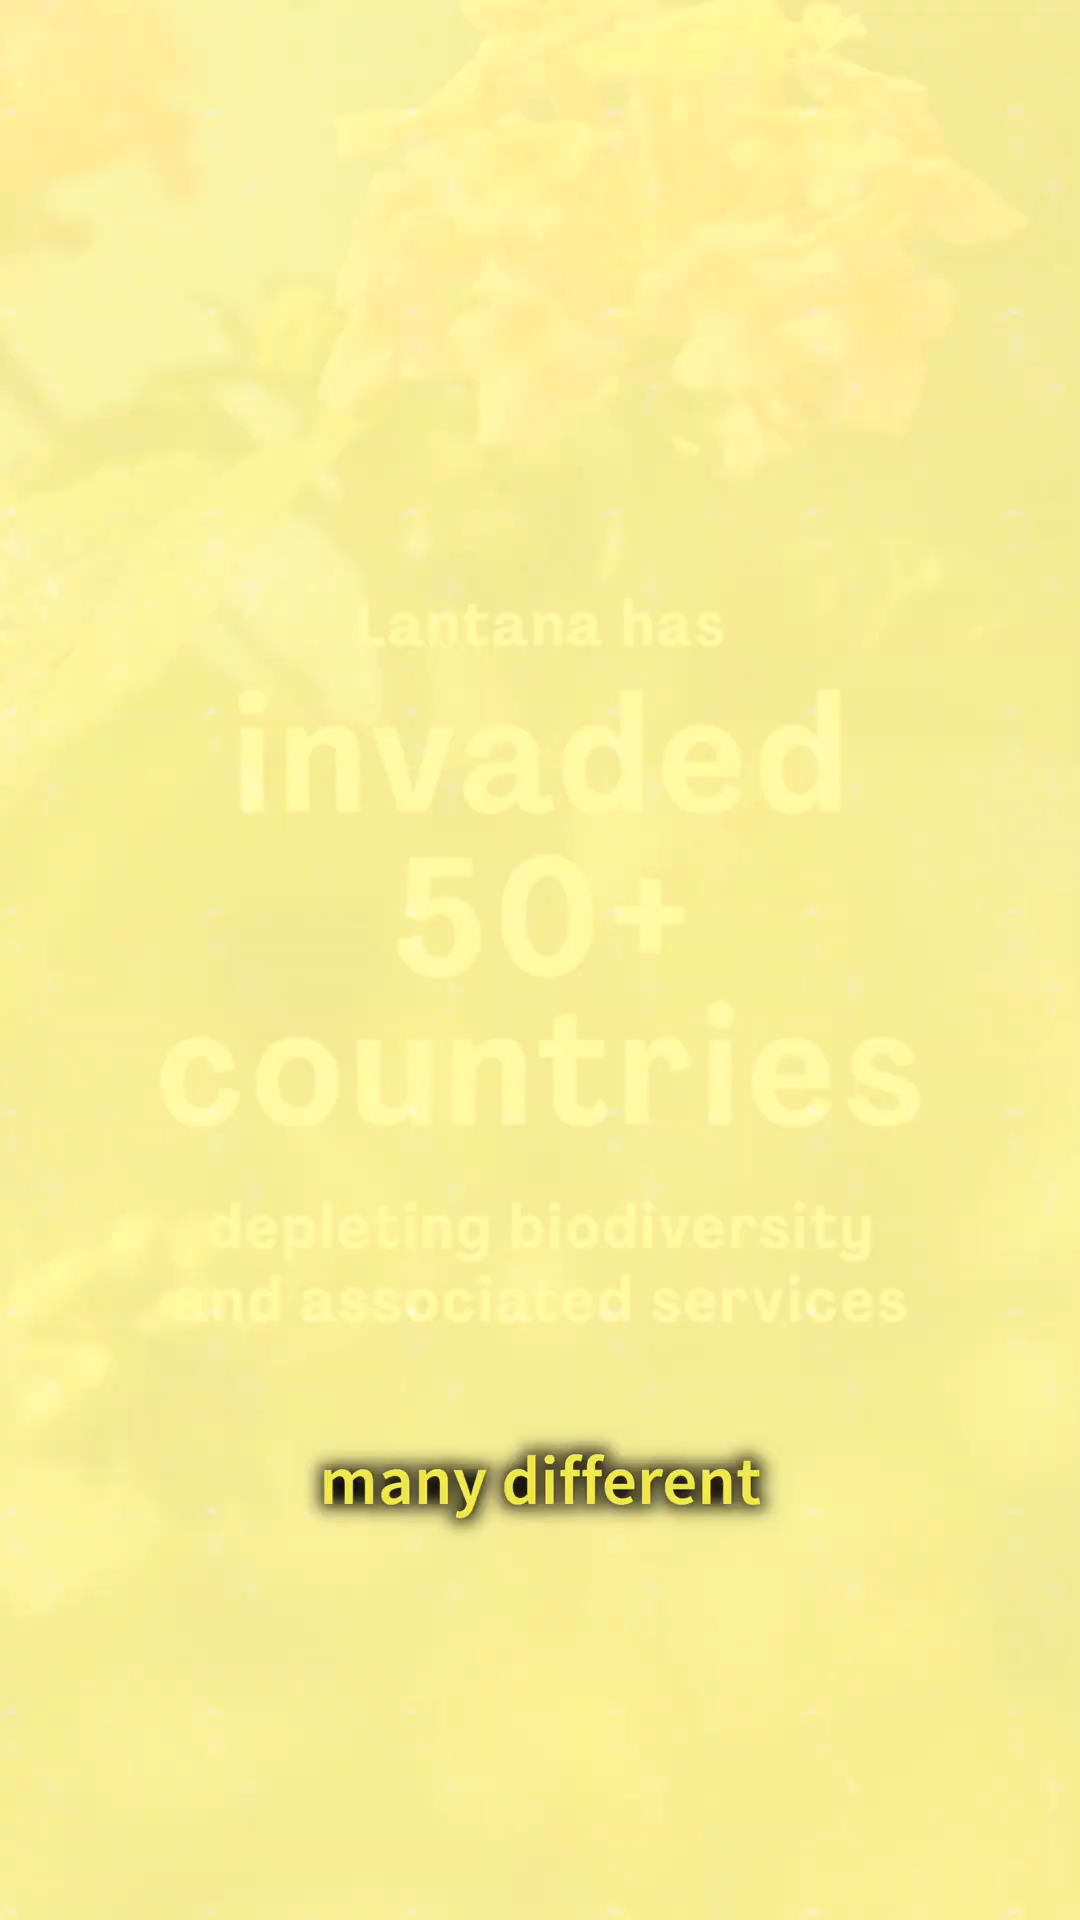 Lantana has
invaded
50+
countries
depleting biodiversity
and associated services
many different